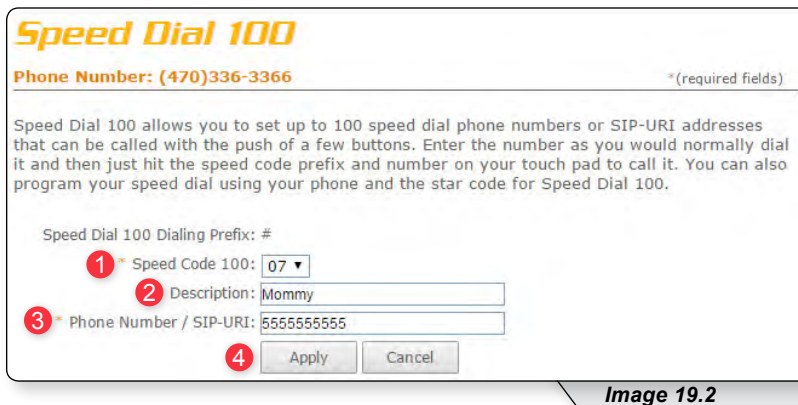 Speed Dial 100
Phone Number: (470)336-3366 *(required fields)
Speed Dial 100 allows you to set up to 100 speed dial phone numbers or SIP-URI addresses
that can be called with the push of a few buttons. Enter the number as you would normally dial
it and then just hit the speed code prefix and number on your touch pad to call it. You can also
program your speed dial using your phone and the star code for Speed Dial 100.
Speed Dial 100 Dialing Prefix: #
1 * Speed Code 100: 07
2 Description: Mommy
3 * Phone Number / SIP-URI: 5555555555
4 Apply Cancel
Image 19.2